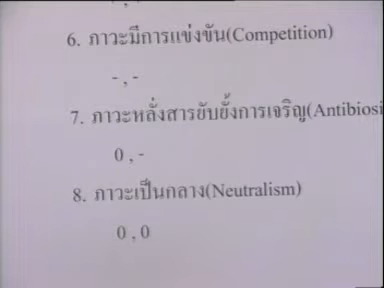 6. ภาวะมีการแข่งขัน(Competition)
- , -
7. ภาวะหลั่งสารยับยั้งการเจริญ(Antibiosi
0 , -
8. ภาวะเป็นกลาง(Neutralism)
0 , 0